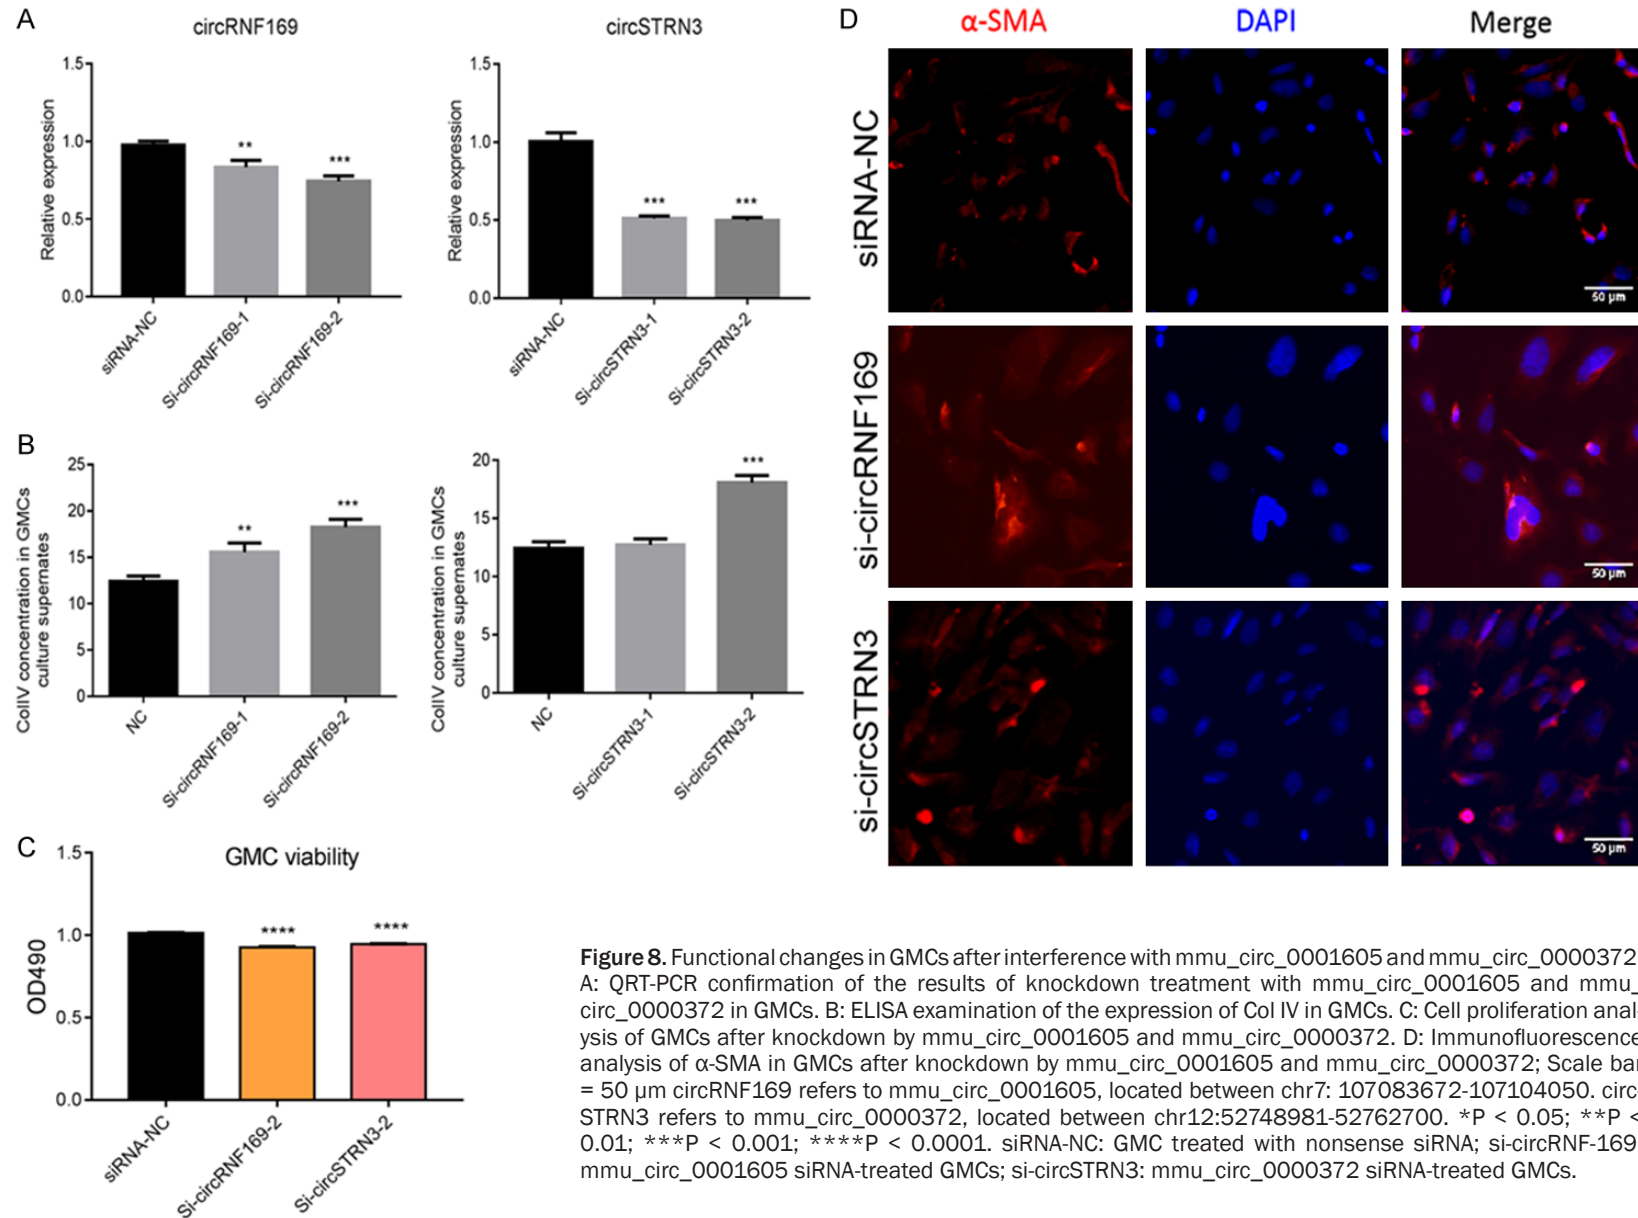 A
circRNF169
Relative expression
1.5
1.0
0.5
0.0
**
***
siRNA-NC
Si-circRNF169-1
Si-circRNF169-2
circSTRN3
Relative expression
1.5
1.0
0.5
0.0
***
***
siRNA-NC
Si-circSTRN3-1
Si-circSTRN3-2
B
ColIV concentration in GMCs
culture supernates
25
20
15
10
5
0
**
***
NC
Si-circRNF169-1
Si-circRNF169-2
ColIV concentration in GMCs
culture supernates
20
15
10
5
0
***
NC
Si-circSTRN3-1
Si-circSTRN3-2
C
GMC viability
OD490
1.5
1.0
0.5
0.0
****
****
siRNA-NC
Si-circRNF169-2
Si-circSTRN3-2
D
α-SMA
DAPI
Merge
siRNA-NC
50 µm
si-circRNF169
50 µm
si-circSTRN3
50 µm
Figure 8. Functional changes in GMCs after interference with mmu_circ_0001605 and mmu_circ_0000372
A: QRT-PCR confirmation of the results of knockdown treatment with mmu_circ_0001605 and mmu_
circ_0000372 in GMCs. B: ELISA examination of the expression of Col IV in GMCs. C: Cell proliferation anal-
ysis of GMCs after knockdown by mmu_circ_0001605 and mmu_circ_0000372. D: Immunofluorescence
analysis of α-SMA in GMCs after knockdown by mmu_circ_0001605 and mmu_circ_0000372; Scale bar
= 50 µm circRNF169 refers to mmu_circ_0001605, located between chr7: 107083672-107104050. circ-
STRN3 refers to mmu_circ_0000372, located between chr12:52748981-52762700. *P < 0.05; **P <
0.01; ***P < 0.001; ****P < 0.0001. siRNA-NC: GMC treated with nonsense siRNA; si-circRNF-169
mmu_circ_0001605 siRNA-treated GMCs; si-circSTRN3: mmu_circ_0000372 siRNA-treated GMCs.